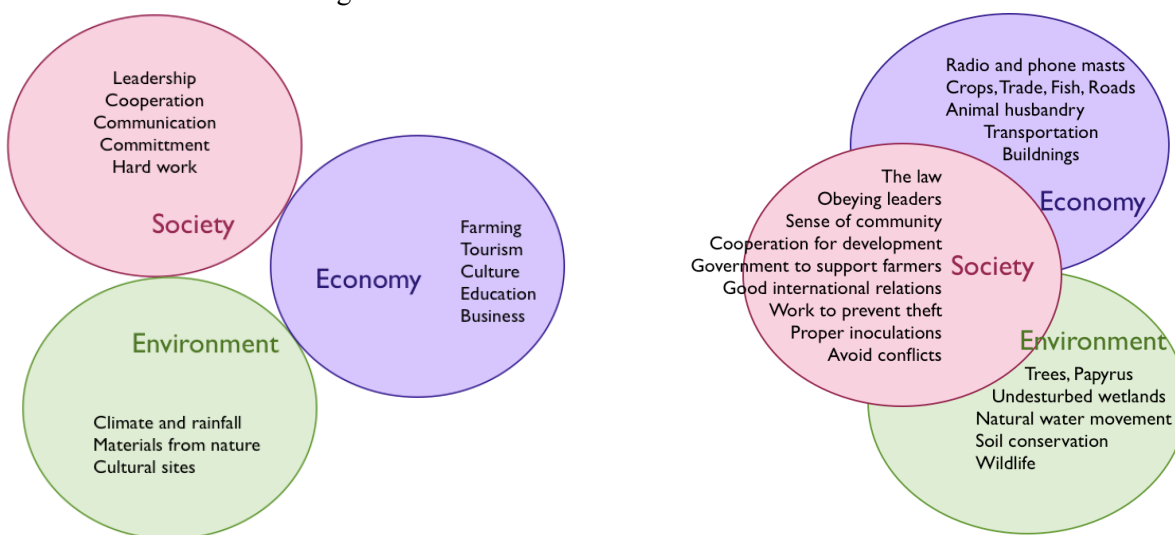 Leadership
Cooperation
Communication
Committment
Hard work
Society
Economy
Farming
Tourism
Culture
Education
Business
Environment
Climate and rainfall
Materials from nature
Cultural sites
Radio and phone masts
Crops, Trade, Fish, Roads
Animal husbandry
Transportation
Buildnings
Economy
The law
Obeying leaders
Sense of community
Cooperation for development
Government to support farmers
Good international relations
Work to prevent theft
Proper inoculations
Avoid conflicts
Society
Environment
Trees, Papyrus
Undesturbed wetlands
Natural water movement
Soil conservation
Wildlife